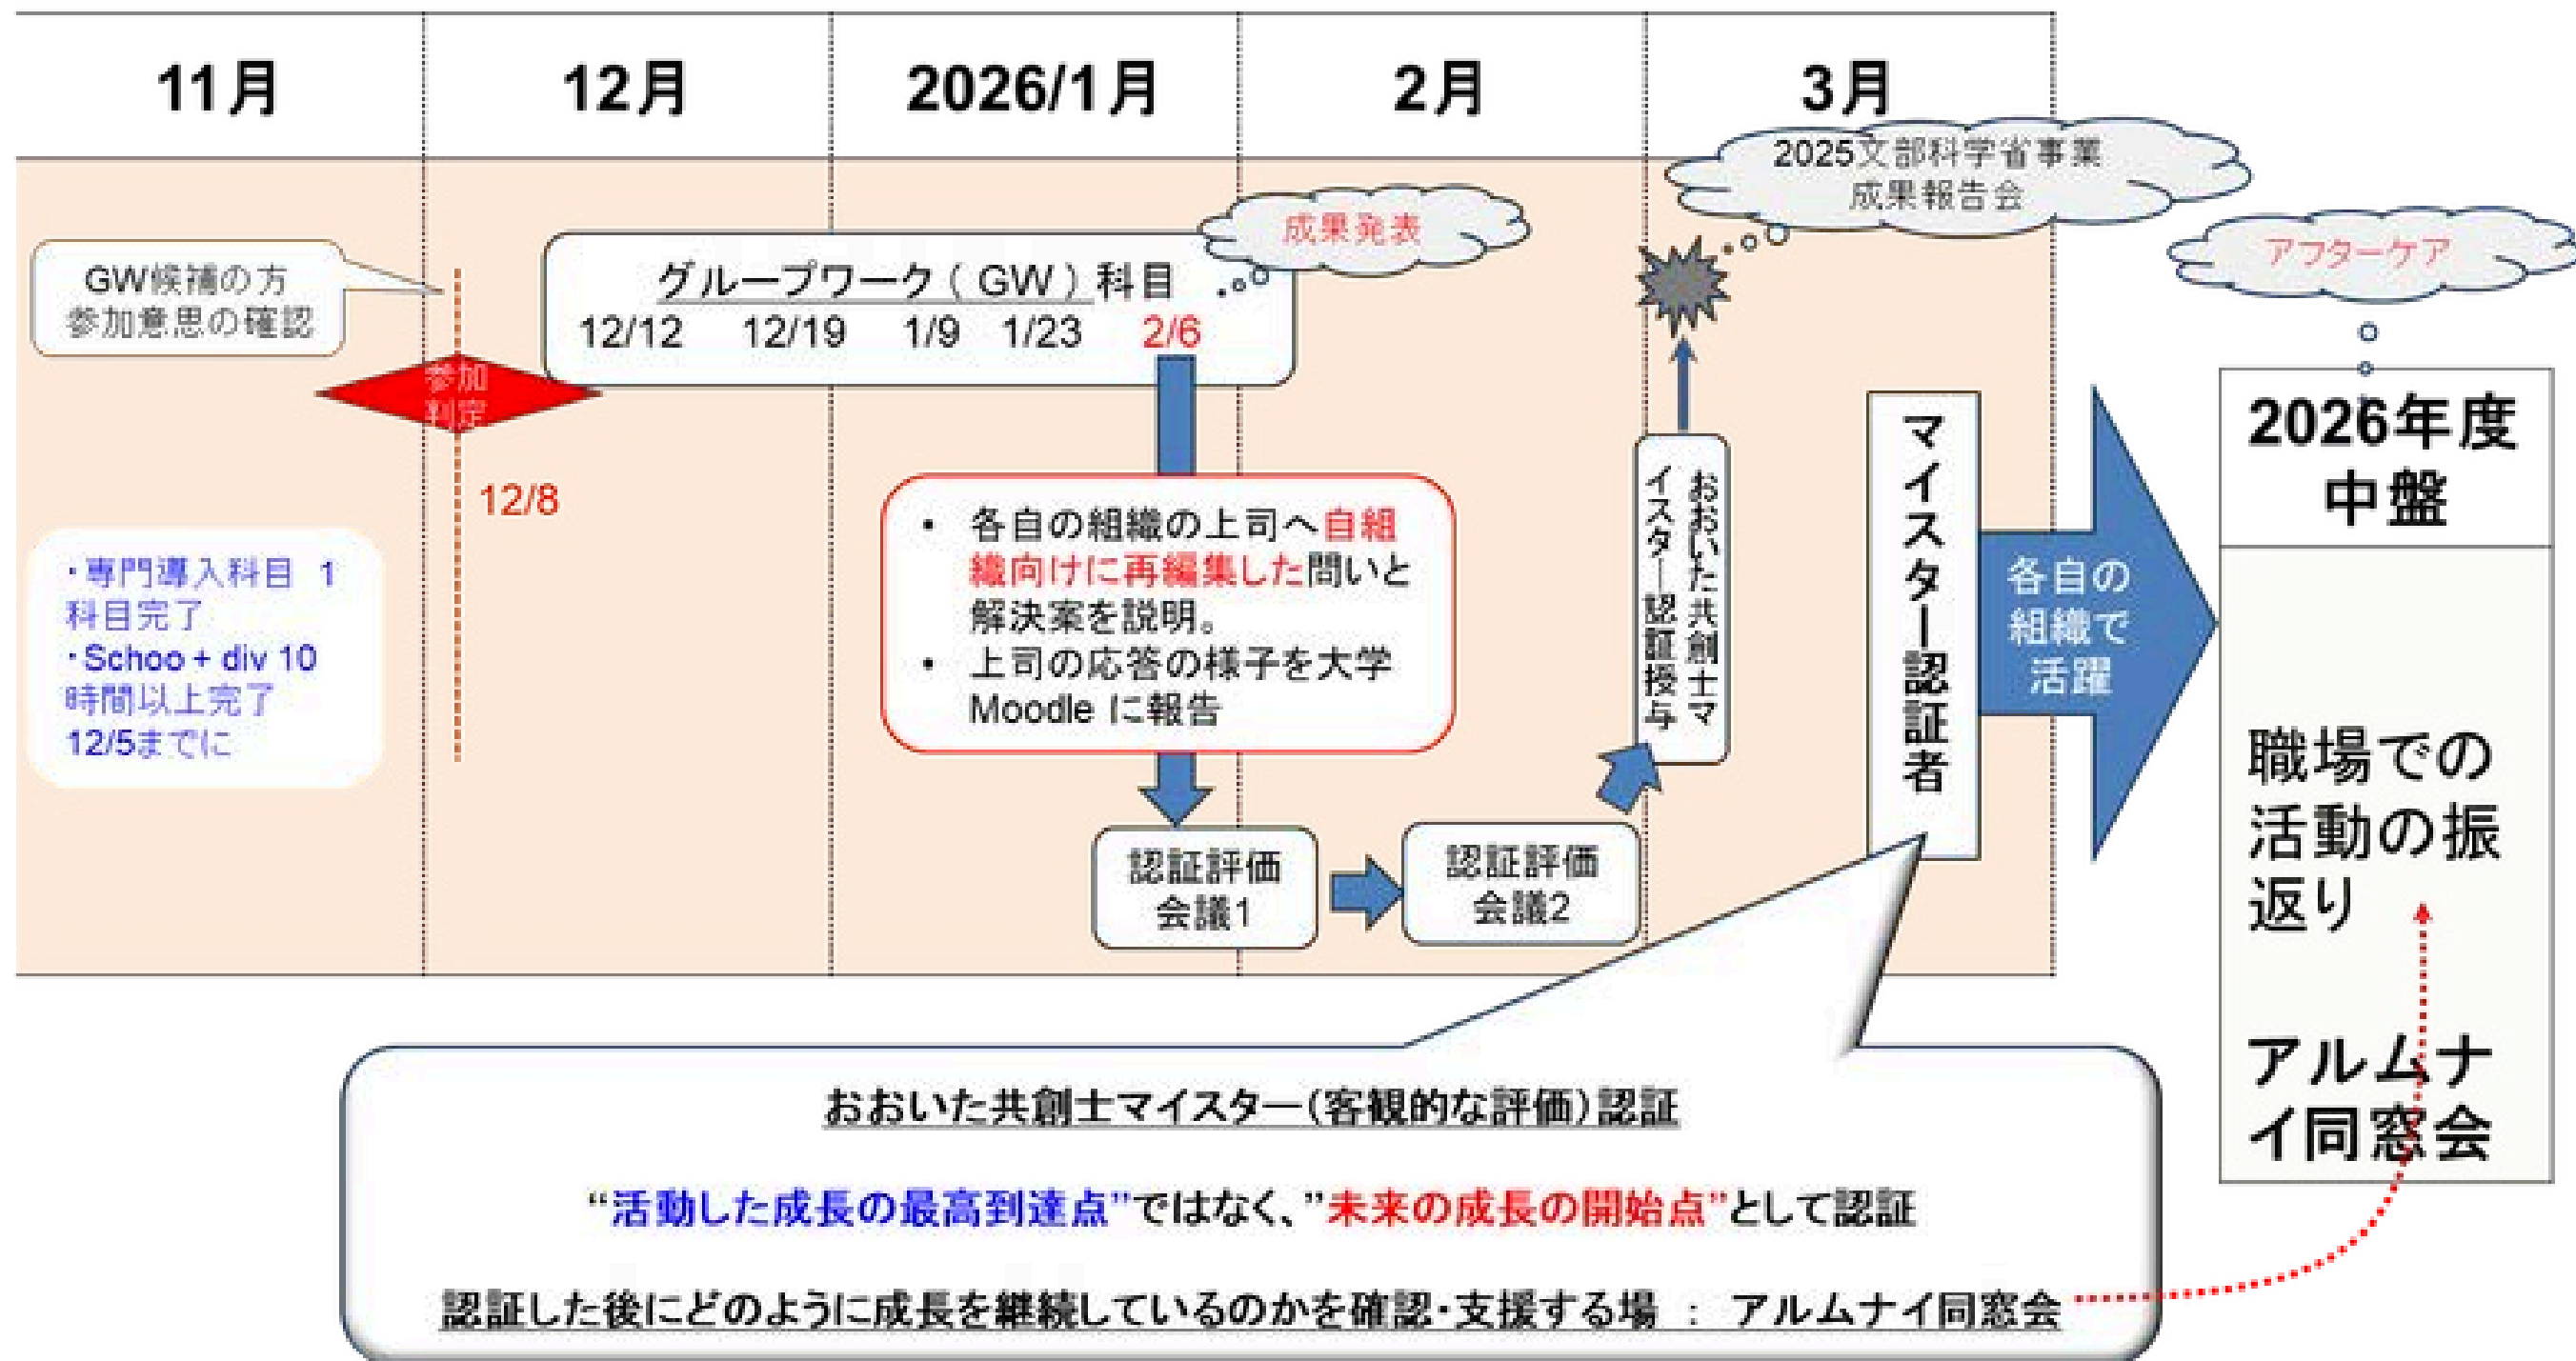 11月
12月
2026/1月
2月
3月
2025文部科学省事業
成果報告会
成果発表
アフターケア
GW候補の方
参加意思の確認
グループワーク ( GW ) 科目
12/12 12/19 1/9 1/23 2/6
参加
判定
12/8
・専門導入科目 1
科目完了
・Schoo + div 10
時間以上完了
12/5までに
• 各自の組織の上司へ自組
織向けに再編集した問いと
解決案を説明。
• 上司の応答の様子を大学
Moodle に報告
認証評価
会議1
認証評価
会議2
おおいた共創士マ
イスター認証授与
マイスター認証者
各自の
組織で
活躍
2026年度
中盤
職場での
活動の振
返り
アルムナ
イ同窓会
おおいた共創士マイスター(客観的な評価)認証
“活動した成長の最高到達点”ではなく、”未来の成長の開始点”として認証
認証した後にどのように成長を継続しているのかを確認・支援する場 : アルムナイ同窓会